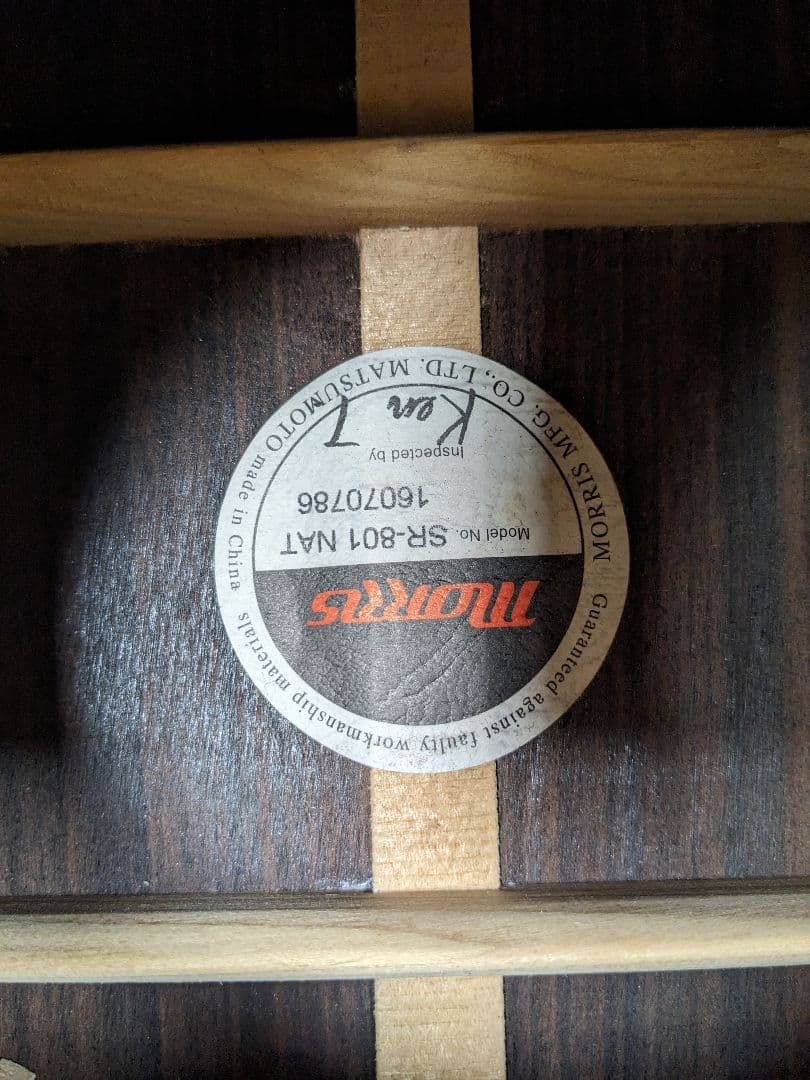 MORRIS
Model No. SR-801 NAT
16070786
Inspected by
Ken T
MORRIS MFG. CO., LTD. MATSUMOTO made in China
Guaranteed against faulty workmanship materials